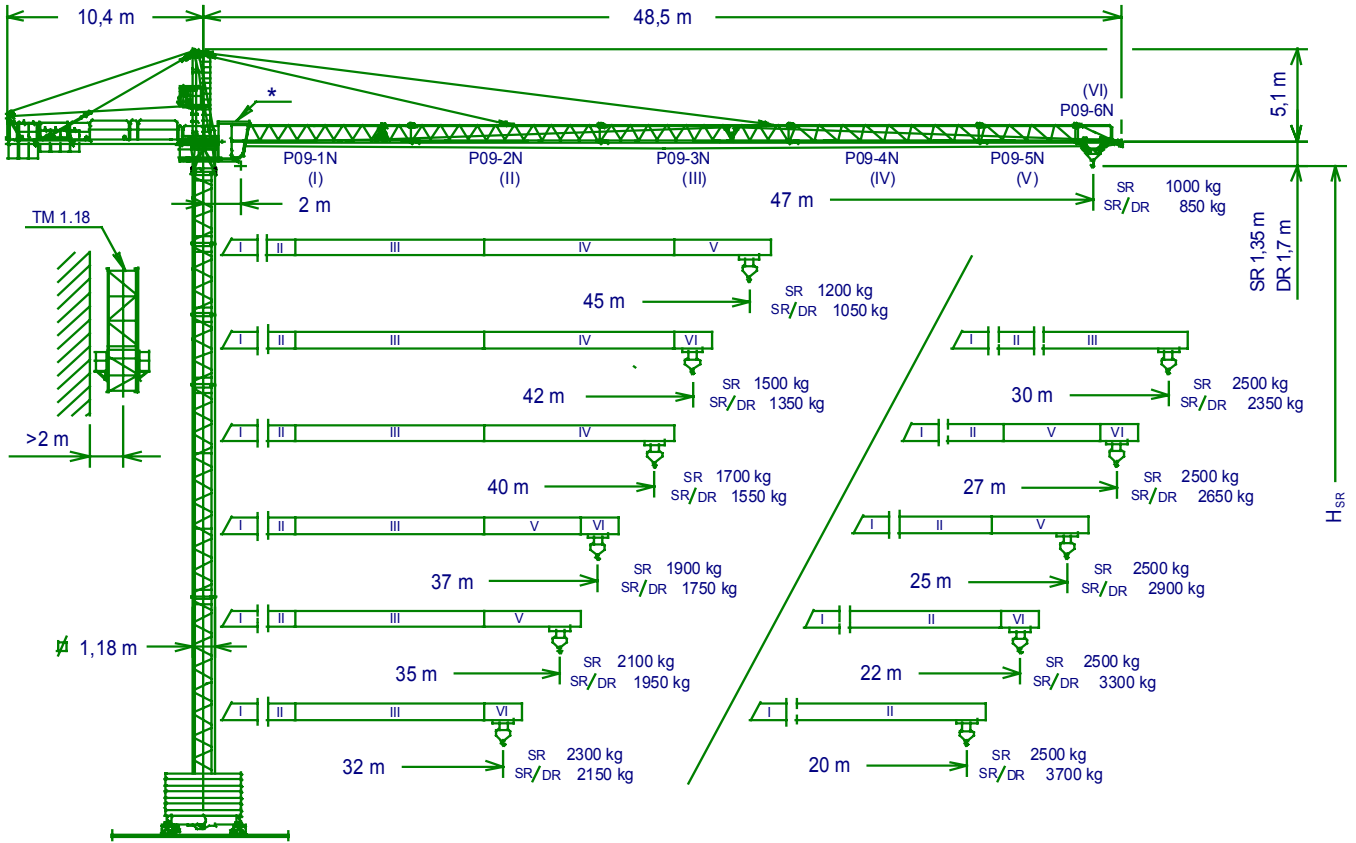 10,4 m
48,5 m
*
(VI)
P09-6N
5,1 m
P09-1N
(I)
P09-2N
(II)
P09-3N
(III)
P09-4N
(IV)
P09-5N
(V)
2 m
47 m
SR 1000 kg
SR/DR 850 kg
SR 1,35 m
DR 1,7 m
HSR
TM 1.18
>2 m
1,18 m
I II III IV V
45 m
SR 1200 kg
SR/DR 1050 kg
I II III IV VI
42 m
SR 1500 kg
SR/DR 1350 kg
I II III IV
40 m
SR 1700 kg
SR/DR 1550 kg
I II III V VI
37 m
SR 1900 kg
SR/DR 1750 kg
I II III V
35 m
SR 2100 kg
SR/DR 1950 kg
I II III VI
32 m
SR 2300 kg
SR/DR 2150 kg
I II III
30 m
SR 2500 kg
SR/DR 2350 kg
I II V VI
27 m
SR 2500 kg
SR/DR 2650 kg
I II V
25 m
SR 2500 kg
SR/DR 2900 kg
I II VI
22 m
SR 2500 kg
SR/DR 3300 kg
I II
20 m
SR 2500 kg
SR/DR 3700 kg